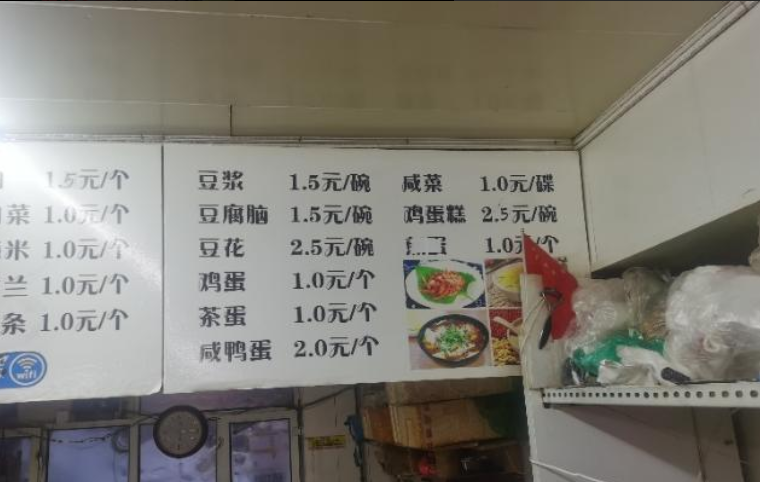 1.5元/个
菜 1.0元/个
米 1.0元/个
兰 1.0元/个
条 1.0元/个
wifi
豆浆 1.5元/碗
豆腐脑 1.5元/碗
豆花 2.5元/碗
鸡蛋 1.0元/个
茶蛋 1.0元/个
咸鸭蛋 2.0元/个
咸菜 1.0元/碟
鸡蛋糕 2.5元/碗
1.0元/个